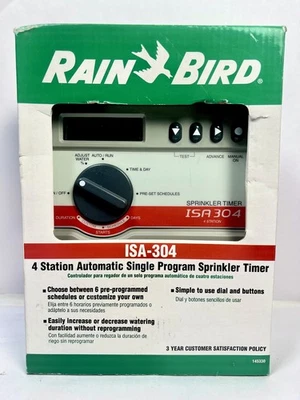 RAIN BIRD®
ADJUST WATER %
AUTO / RUN
TIME & DAY
/ OFF
PRE-SET SCHEDULES
DURATION
STARTS
DAYS
TEST
ADVANCE
MANUAL ON
SPRINKLER TIMER
ISA 304
4 STATION
ISA-304
4 Station Automatic Single Program Sprinkler Timer
Controlador para regador de un solo programa automático de cuatro estaciones
• Choose between 6 pre-programmed schedules or customize your own
Elija entre 6 horarios previamente programados o adáptelo a sus necesidades
• Easily increase or decrease watering duration without reprogramming
Con facilidad aumente o reduzca la duración de riego sin reprogramar
• Simple to use dial and buttons
Dial y botones sencillos de usar
3 YEAR CUSTOMER SATISFACTION POLICY